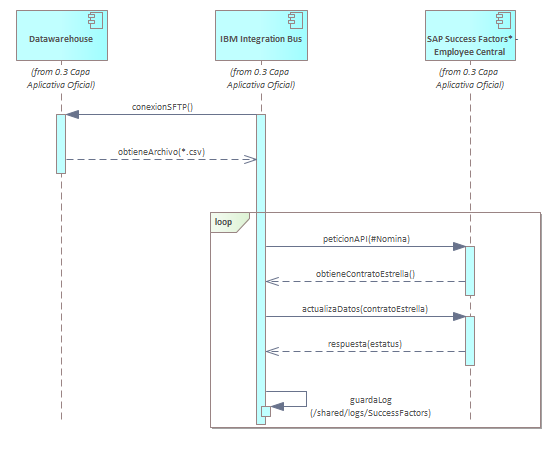 Datawarehouse
IBM Integration Bus
SAP Success Factors* -
Employee Central
(from 0.3 Capa
Aplicativa Oficial)
(from 0.3 Capa
Aplicativa Oficial)
(from 0.3 Capa
Aplicativa Oficial)
conexionSFTP()
obtieneArchivo(*.csv)
loop
peticionAPI(#Nomina)
obtieneContratoEstrella()
actualizaDatos(contratoEstrella)
respuesta(estatus)
guardaLog
(/shared/logs/SuccessFactors)